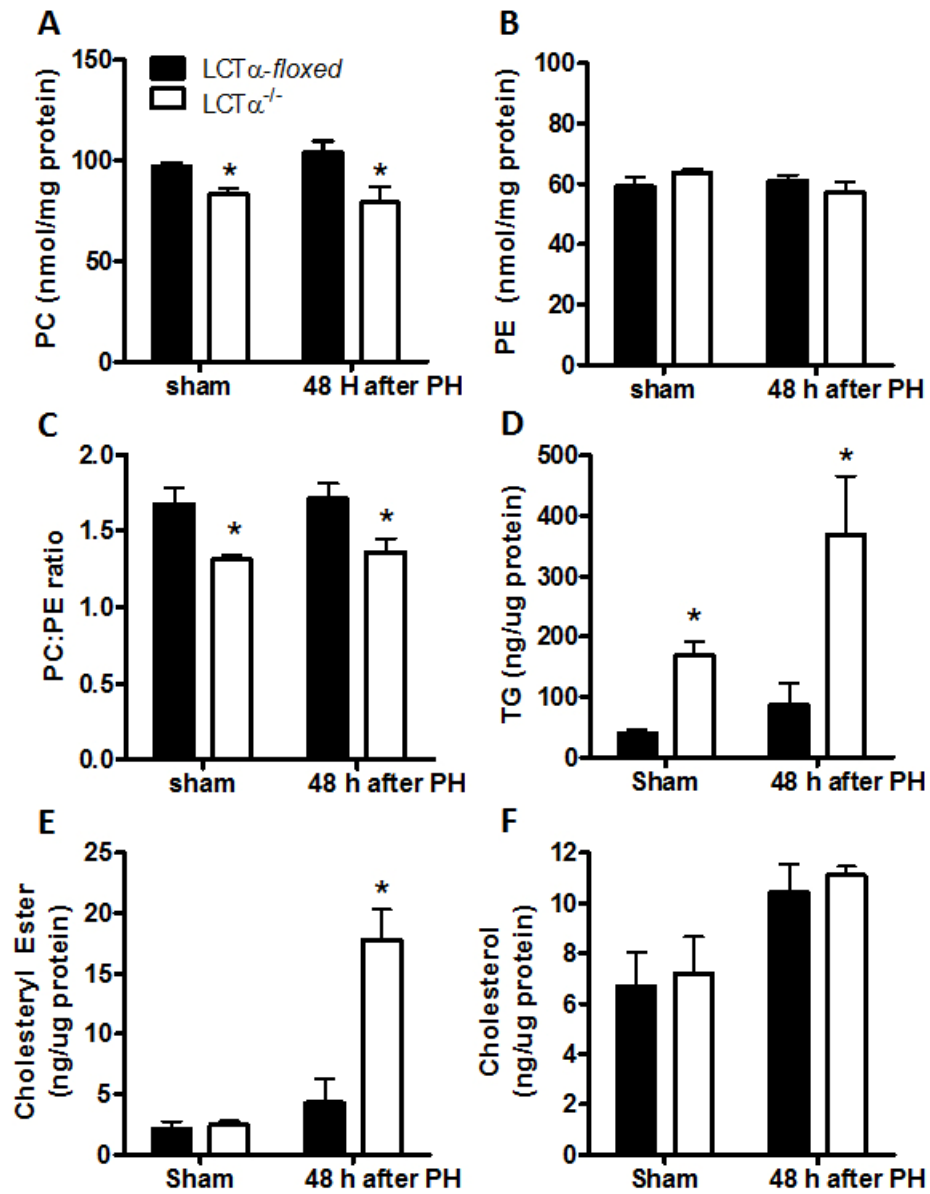 A
PC (nmol/mg protein)
150
100
50
0
LCTα-floxed
LCTα-/-
*
*
sham
48 H after PH
B
PE (nmol/mg protein)
100
80
60
40
20
0
sham
48 h after PH
C
PC:PE ratio
2.0
1.5
1.0
0.5
0.0
*
*
sham
48 h after PH
D
TG (ng/ug protein)
500
400
300
200
100
0
*
*
Sham
48 h after PH
E
Cholesteryl Ester
(ng/ug protein)
25
20
15
10
5
0
*
Sham
48 h after PH
F
Cholesterol
(ng/ug protein)
12
10
8
6
4
2
0
Sham
48 h after PH